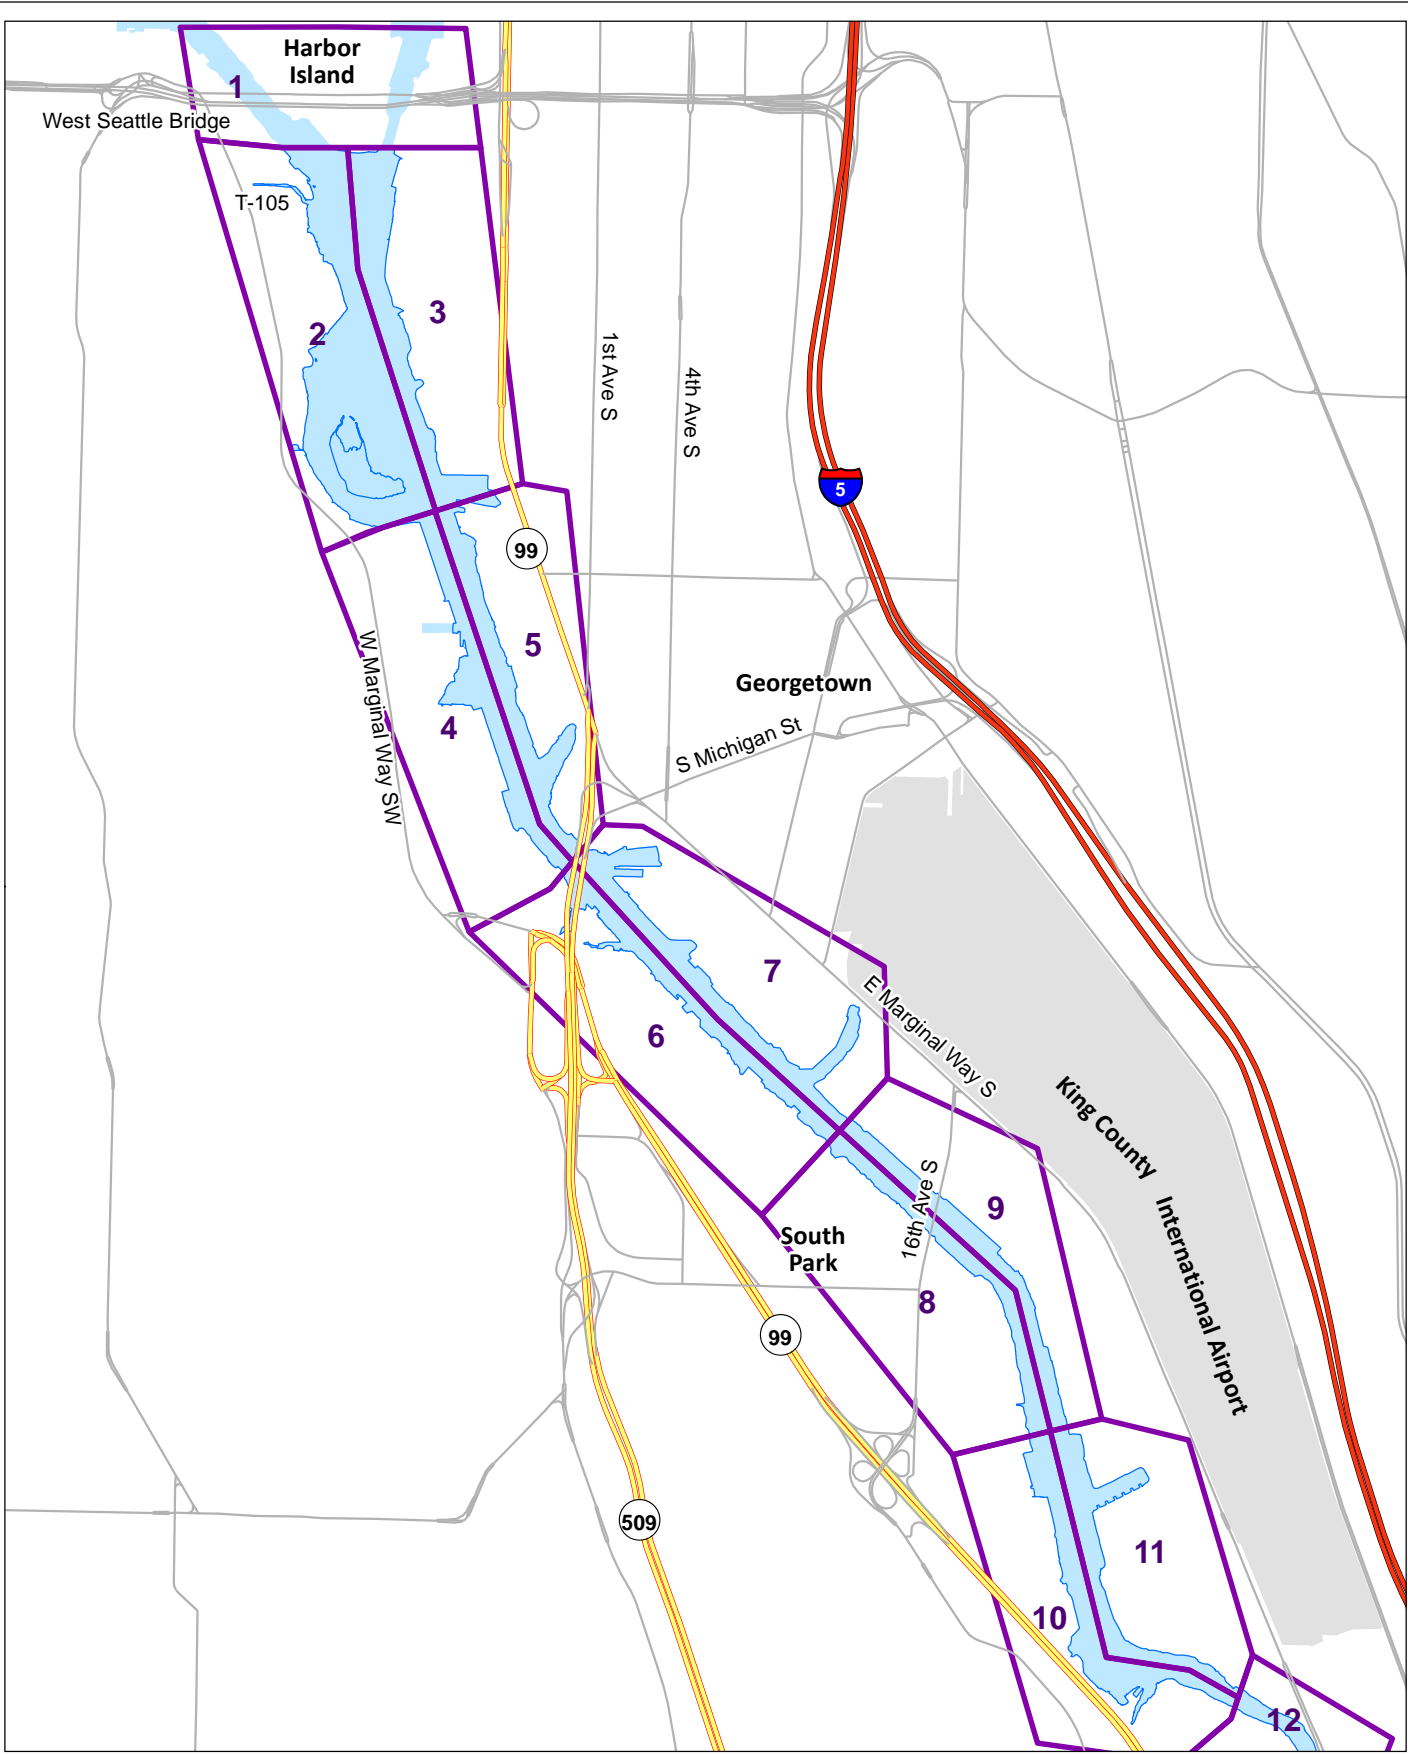 Harbor
Island
1
West Seattle Bridge
T-105
2
3
1st Ave S
4th Ave S
5
99
W Marginal Way SW
5
4
Georgetown
S Michigan St
7
6
E Marginal Way S
King County International Airport
16th Ave S
9
South
Park
8
99
509
11
10
12